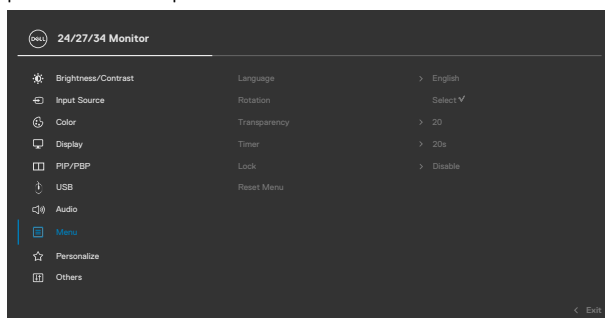 DELL 24/27/34 Monitor
Brightness/Contrast Language > English
Input Source Rotation Select ✓
Color Transparency > 20
Display Timer > 20s
PIP/PBP Lock > Disable
USB Reset Menu
Audio
Menu
Personalize
Others
< Exit